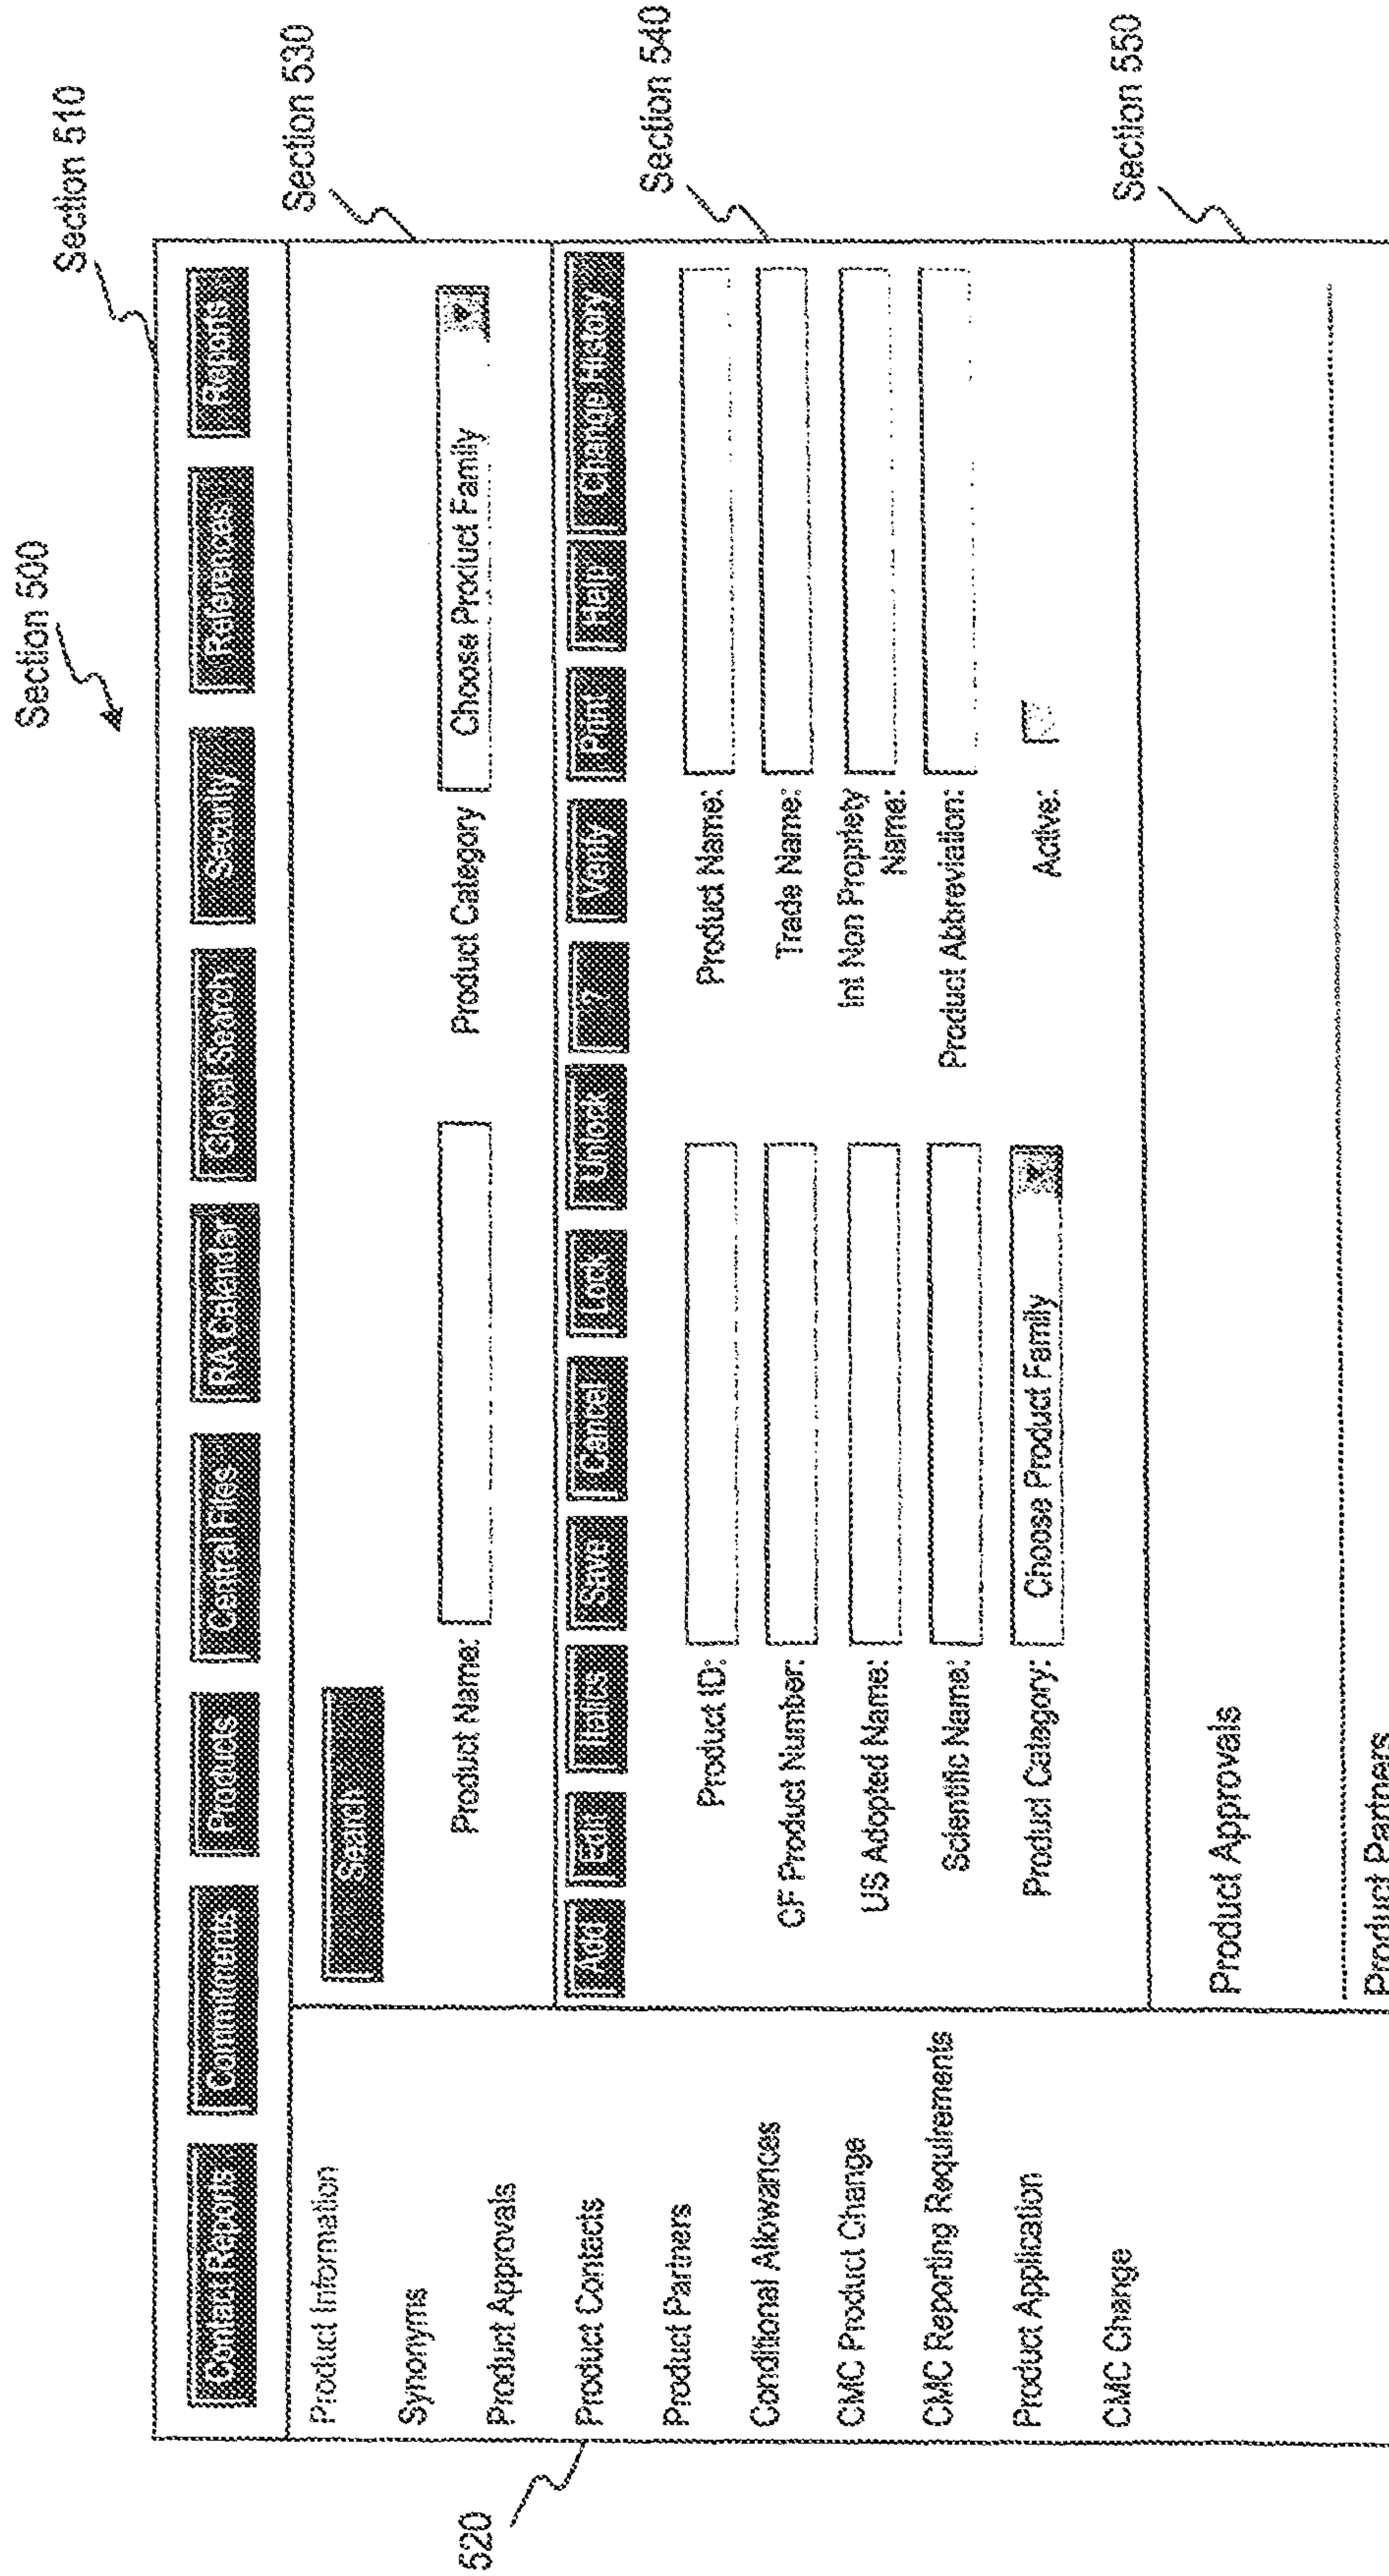 Section 500
Section 510
Contact Reports Commitments Products Central Files RA Calendar Global Search Security References Reports
Section 530
Search
Product Name: Product Category Choose Product Family
Section 540
Add Edit Save Cancel Lock Unlock ? Verify Print Help Change History
Product ID: Product Name:
CF Product Number: Trade Name:
US Adopted Name: Int Non Propriety
Name:
Scientific Name: Product Abbreviation:
Product Category: Choose Product Family Active:
Section 550
Product Approvals
Product Partners
520
Product Information
Synonyms
Product Approvals
Product Contacts
Product Partners
Conditional Allowances
CMC Product Change
CMC Reporting Requirements
Product Application
CMC Change